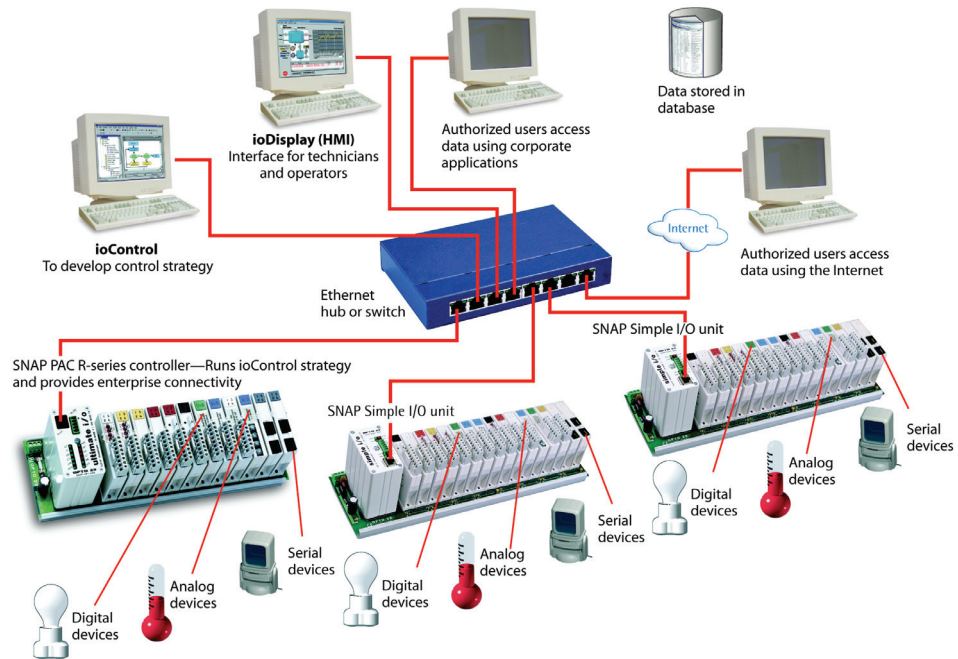 Data stored in
database
ioDisplay (HMI)
Interface for technicians
and operators
Authorized users access
data using corporate
applications
ioControl
To develop control strategy
Internet
Authorized users access
data using the Internet
Ethernet
hub or switch
SNAP Simple I/O unit
SNAP PAC R-series controller—Runs ioControl strategy
and provides enterprise connectivity
SNAP Simple I/O unit
ultimate i/o
simple i/o
simple i/o
Serial
devices
Analog
devices
Digital
devices
Serial
devices
Analog
devices
Digital
devices
Serial
devices
Analog
devices
Digital
devices